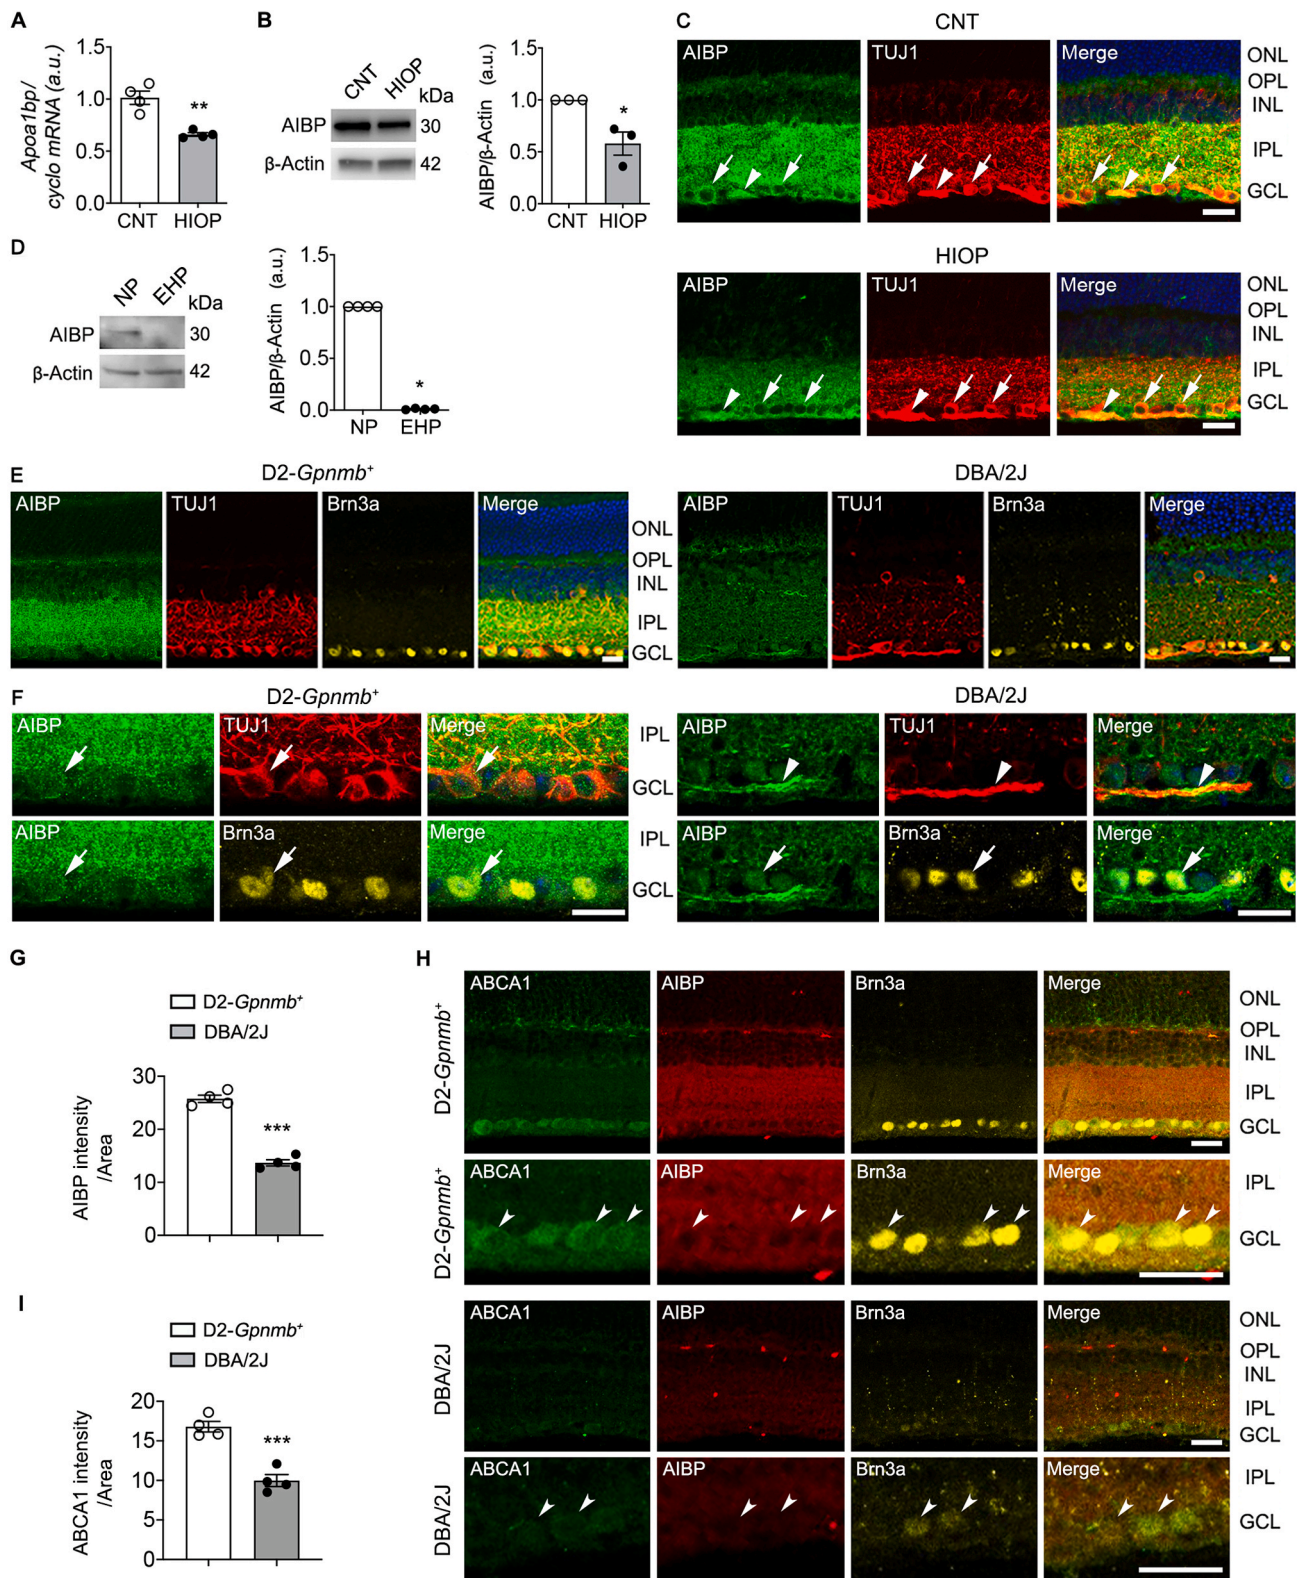 A
Apoa1bp/
cyclo mRNA (a.u.)
1.5
1.0
0.5
0.0
**
CNT HIOP
B
CNT HIOP kDa
AIBP 30
β-Actin 42
AIBP/β-Actin (a.u.)
1.5
1.0
0.5
0.0
*
CNT HIOP
C
CNT
AIBP TUJ1 Merge
ONL
OPL
INL
IPL
GCL
HIOP
AIBP TUJ1 Merge
ONL
OPL
INL
IPL
GCL
D
NP EHP kDa
AIBP 30
β-Actin 42
AIBP/β-Actin (a.u.)
1.5
1.0
0.5
0.0
*
NP EHP
E
D2-Gpnmb+
AIBP TUJ1 Brn3a Merge
ONL
OPL
INL
IPL
GCL
DBA/2J
AIBP TUJ1 Brn3a Merge
F
D2-Gpnmb+
AIBP TUJ1 Merge
IPL
GCL
AIBP Brn3a Merge
IPL
GCL
DBA/2J
AIBP TUJ1 Merge
AIBP Brn3a Merge
G
D2-Gpnmb+
DBA/2J
AIBP intensity
/Area
30
20
10
0
***
H
D2-Gpnmb+
ABCA1 AIBP Brn3a Merge
ONL
OPL
INL
IPL
GCL
D2-Gpnmb+
ABCA1 AIBP Brn3a Merge
IPL
GCL
DBA/2J
ABCA1 AIBP Brn3a Merge
ONL
OPL
INL
IPL
GCL
DBA/2J
ABCA1 AIBP Brn3a Merge
IPL
GCL
I
D2-Gpnmb+
DBA/2J
ABCA1 intensity
/Area
20
15
10
5
0
***